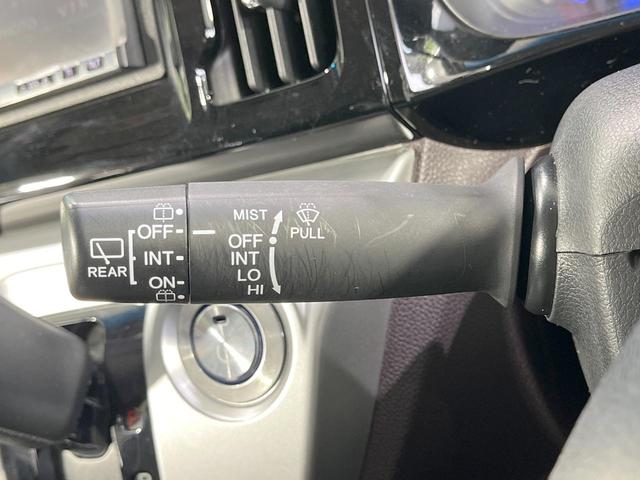 MIST
PULL
OFF
OFF
INT
INT
REAR
LO
ON
HI